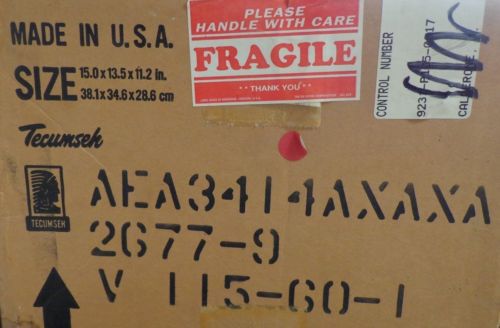 MADE IN U.S.A.
SIZE 15.0 x 13.5 x 11.2 in.
38.1 x 34.6 x 28.6 cm
PLEASE
HANDLE WITH CARE
FRAGILE
"THANK YOU"
CONTROL NUMBER
Tecumseh
TECUMSEH
AEA3414AXAXA
2677-9
V 115-60-1